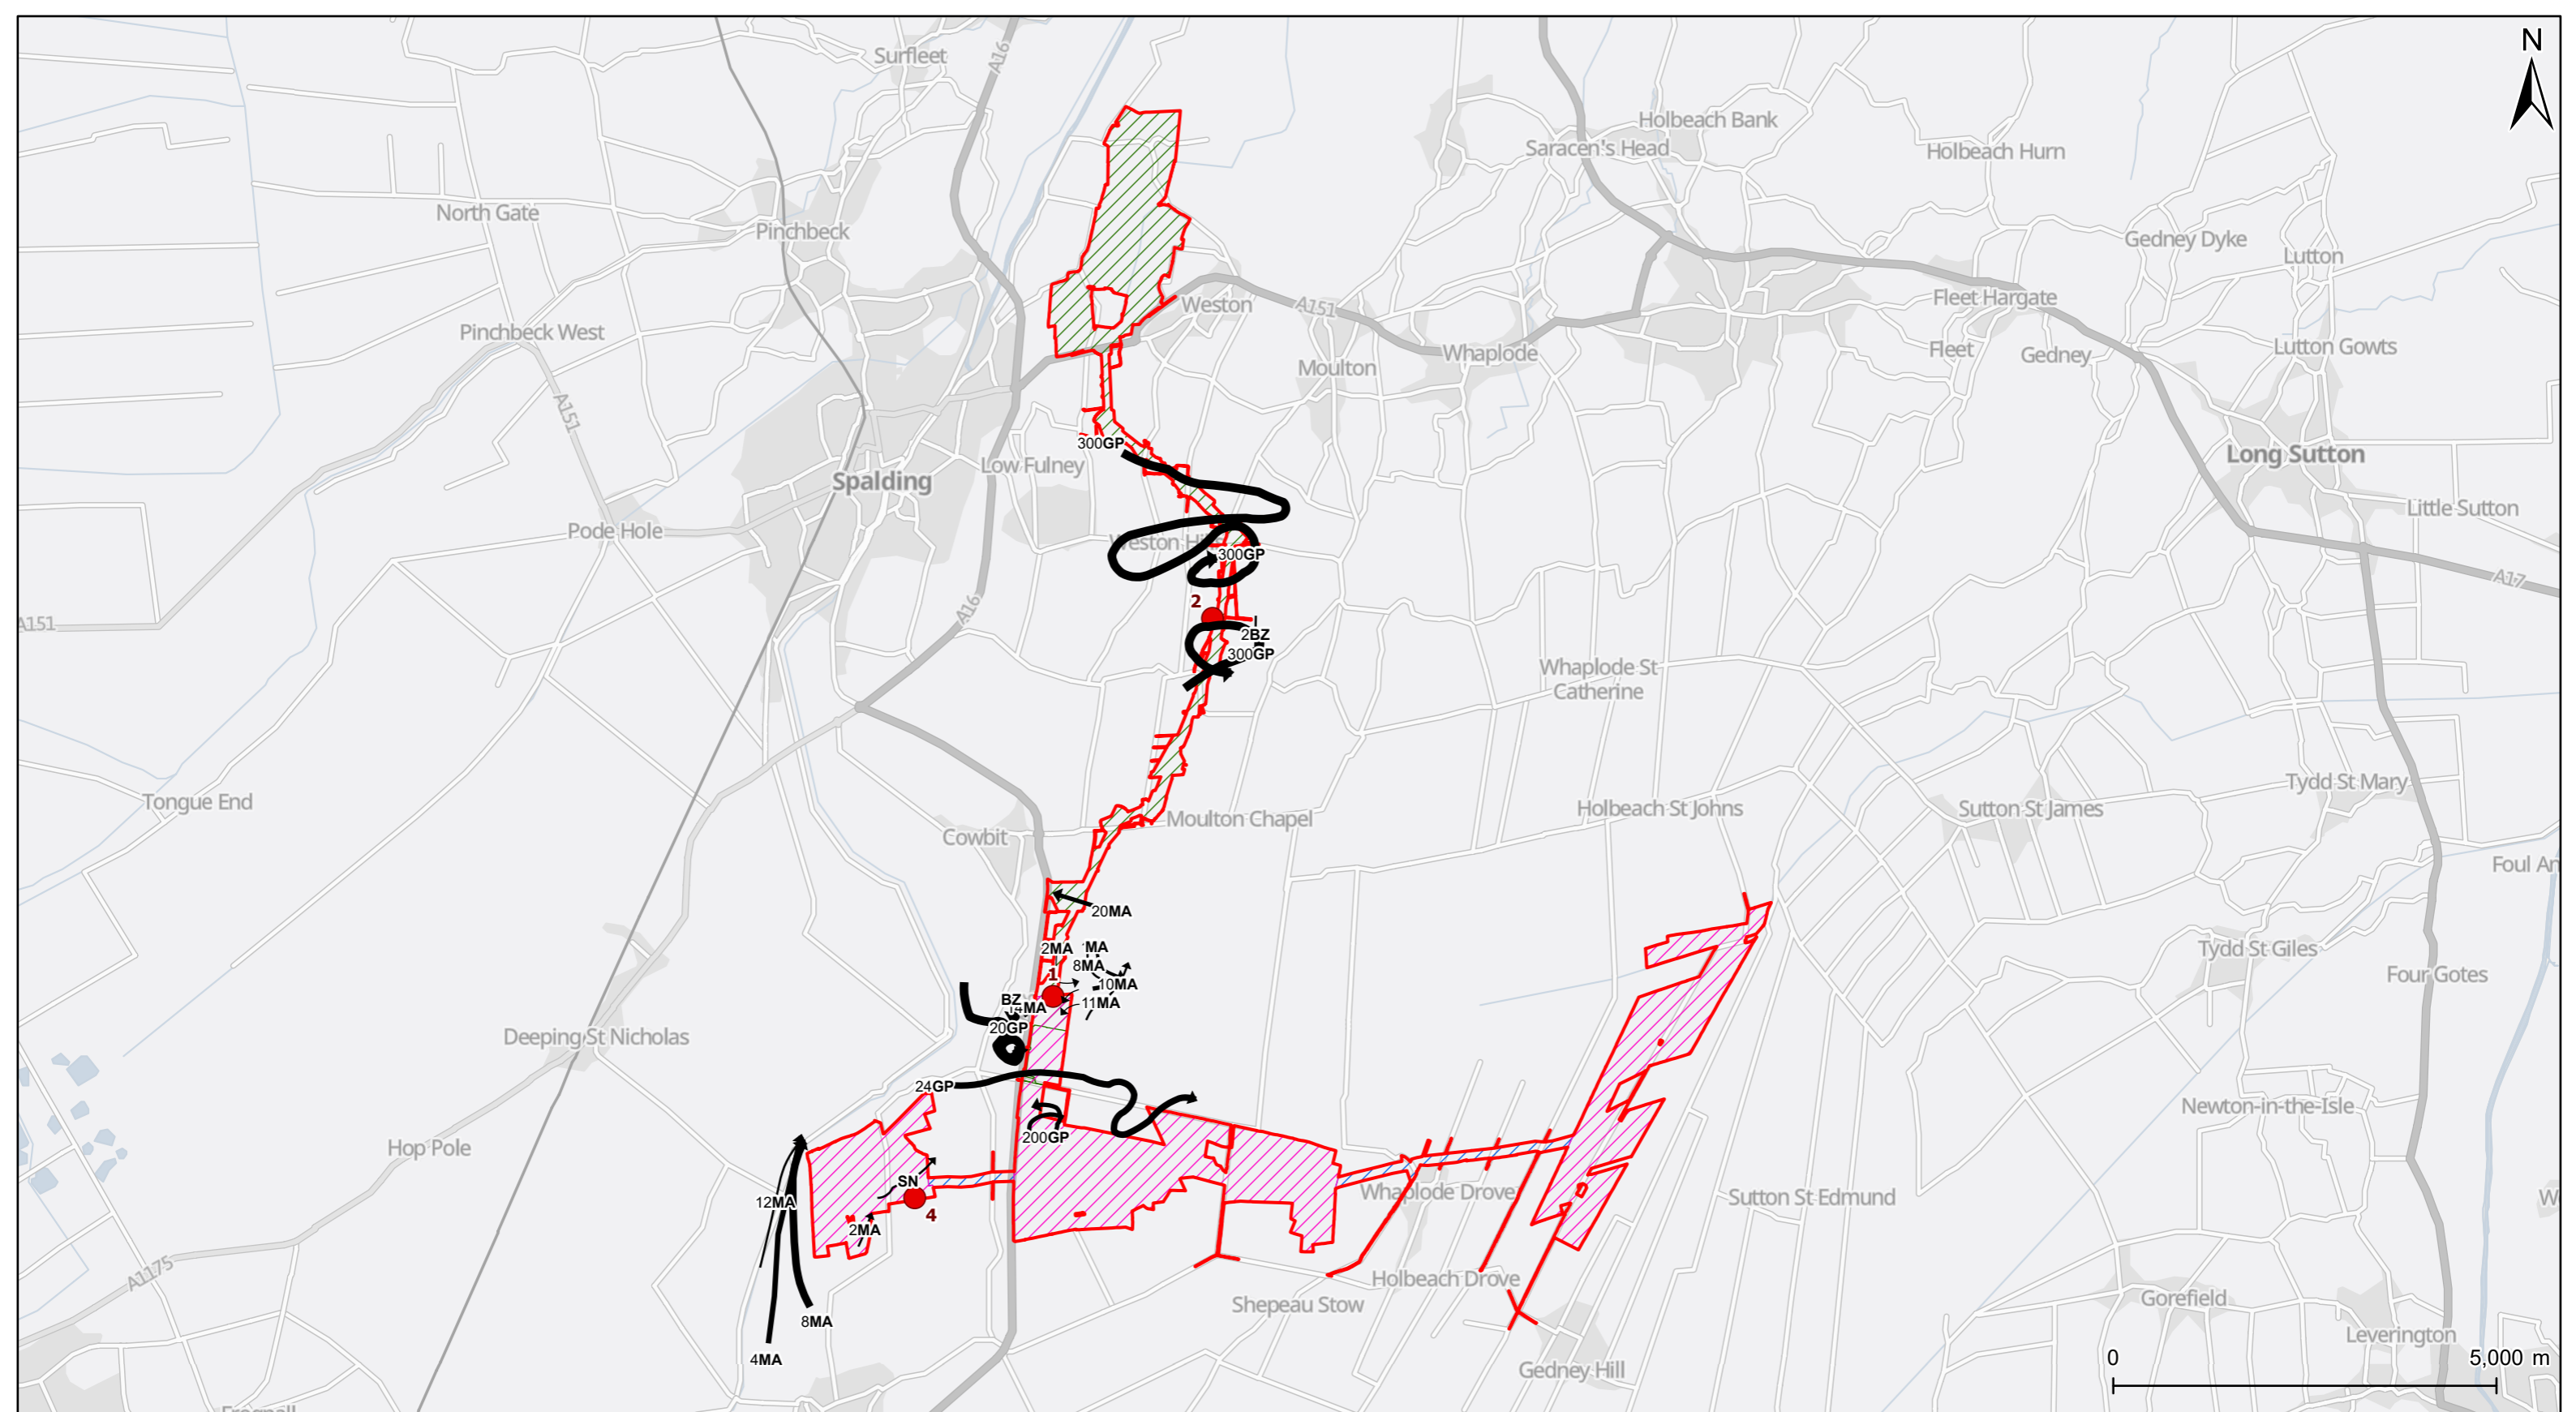 N
Surfleet
A16
Holbeach Bank
Saracen's Head
Holbeach Hurn
North Gate
Pinchbeck
Gedney Dyke
Lutton
Fleet Hargate
Weston
A151
Pinchbeck West
Lutton Gowts
Whaplode
Fleet
Gedney
Moulton
A151
300GP
Long Sutton
Low Fulney
Spalding
Little Sutton
Pode Hole
Weston Hills
300GP
A17
2
A16
A151
2BZ
300GP
Whaplode St
Catherine
Tydd St Mary
Tongue End
Holbeach St Johns
Sutton St James
Moulton Chapel
Cowbit
Foul An
20MA
2MA
MA
Tydd St Giles
8MA
1
Four Gotes
10MA
BZ
14MA
11MA
20GP
Deeping St Nicholas
24GP
Newton-in-the-Isle
200GP
Hop Pole
SN
Whaplode Drove
Sutton St Edmund
12MA
4
2MA
A1175
Holbeach Drove
Gorefield
Shepeau Stow
8MA
Leverington
4MA
0
5,000 m
Gedney Hill